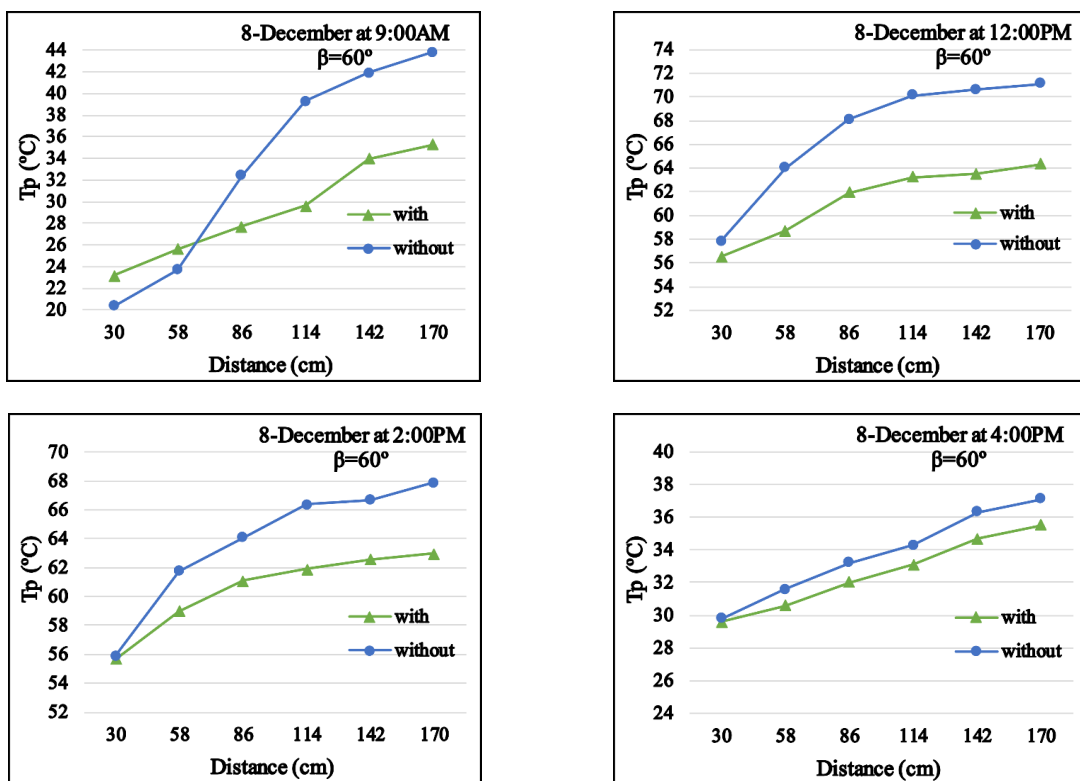 8-December at 9:00AM
β=60º
44
42
40
38
36
34
32
30
28
26
24
22
20
Tp (ºC)
with
without
30 58 86 114 142 170
Distance (cm)
8-December at 12:00PM
β=60º
74
72
70
68
66
64
62
60
58
56
54
52
Tp (ºC)
with
without
30 58 86 114 142 170
Distance (cm)
8-December at 2:00PM
β=60º
70
68
66
64
62
60
58
56
54
52
Tp (ºC)
with
without
30 58 86 114 142 170
Distance (cm)
8-December at 4:00PM
β=60º
40
38
36
34
32
30
28
26
24
Tp (ºC)
with
without
30 58 86 114 142 170
Distance (cm)